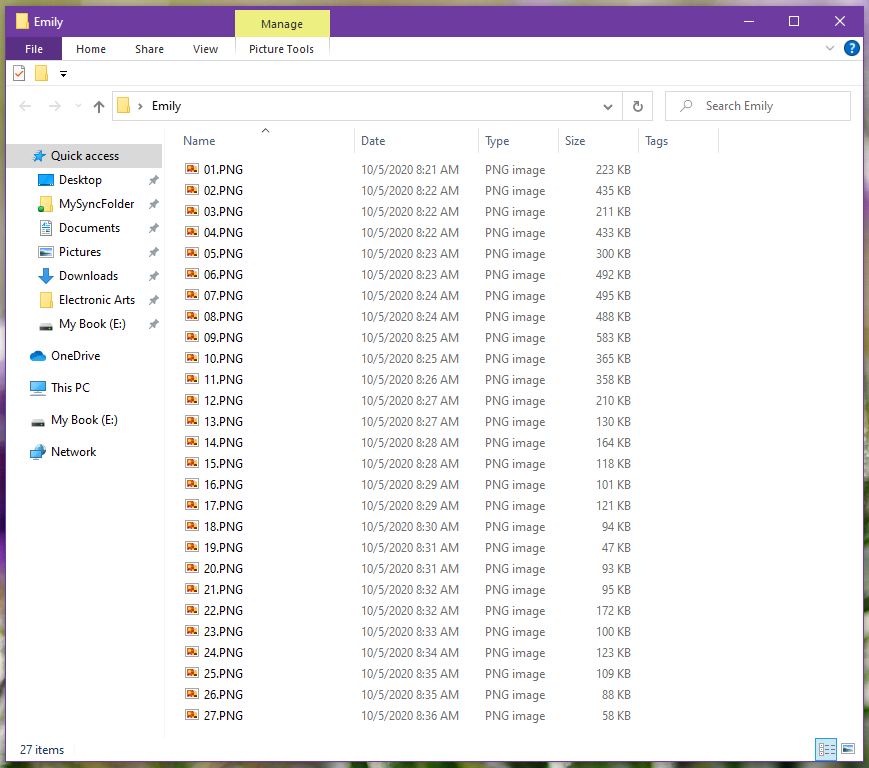 Emily
Manage
File Home Share View Picture Tools
?
Emily
Search Emily
Name Date Type Size Tags
Quick access
Desktop
MySyncFolder
Documents
Pictures
Downloads
Electronic Arts
My Book (E:)
OneDrive
This PC
My Book (E:)
Network
01.PNG 10/5/2020 8:21 AM PNG image 223 KB
02.PNG 10/5/2020 8:22 AM PNG image 435 KB
03.PNG 10/5/2020 8:22 AM PNG image 211 KB
04.PNG 10/5/2020 8:22 AM PNG image 433 KB
05.PNG 10/5/2020 8:23 AM PNG image 300 KB
06.PNG 10/5/2020 8:23 AM PNG image 492 KB
07.PNG 10/5/2020 8:24 AM PNG image 495 KB
08.PNG 10/5/2020 8:24 AM PNG image 488 KB
09.PNG 10/5/2020 8:25 AM PNG image 583 KB
10.PNG 10/5/2020 8:25 AM PNG image 365 KB
11.PNG 10/5/2020 8:26 AM PNG image 358 KB
12.PNG 10/5/2020 8:27 AM PNG image 210 KB
13.PNG 10/5/2020 8:27 AM PNG image 130 KB
14.PNG 10/5/2020 8:28 AM PNG image 164 KB
15.PNG 10/5/2020 8:28 AM PNG image 118 KB
16.PNG 10/5/2020 8:29 AM PNG image 101 KB
17.PNG 10/5/2020 8:29 AM PNG image 121 KB
18.PNG 10/5/2020 8:30 AM PNG image 94 KB
19.PNG 10/5/2020 8:31 AM PNG image 47 KB
20.PNG 10/5/2020 8:31 AM PNG image 93 KB
21.PNG 10/5/2020 8:32 AM PNG image 95 KB
22.PNG 10/5/2020 8:32 AM PNG image 172 KB
23.PNG 10/5/2020 8:33 AM PNG image 100 KB
24.PNG 10/5/2020 8:34 AM PNG image 123 KB
25.PNG 10/5/2020 8:35 AM PNG image 109 KB
26.PNG 10/5/2020 8:35 AM PNG image 88 KB
27.PNG 10/5/2020 8:36 AM PNG image 58 KB
27 items